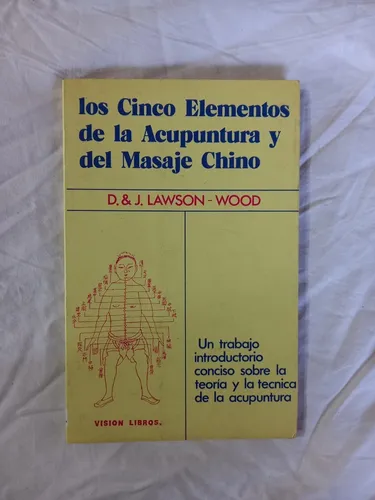 los Cinco Elementos
de la Acupuntura y
del Masaje Chino
D. & J. LAWSON-WOOD
Un trabajo
introductorio
conciso sobre la
teoría y la tecnica
de la acupuntura
VISION LIBROS.